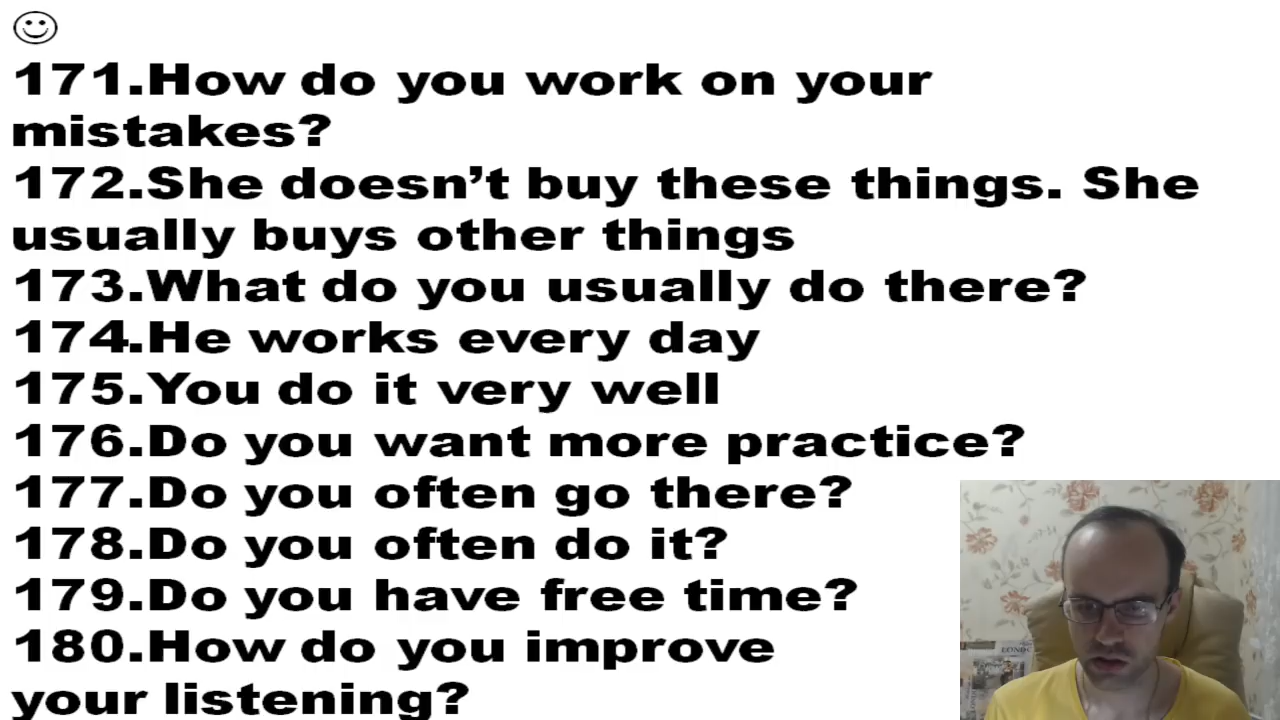 171.How do you work on your
mistakes?
172.She doesn’t buy these things. She
usually buys other things
173.What do you usually do there?
174.He works every day
175.You do it very well
176.Do you want more practice?
177.Do you often go there?
178.Do you often do it?
179.Do you have free time?
180.How do you improve
your listening?